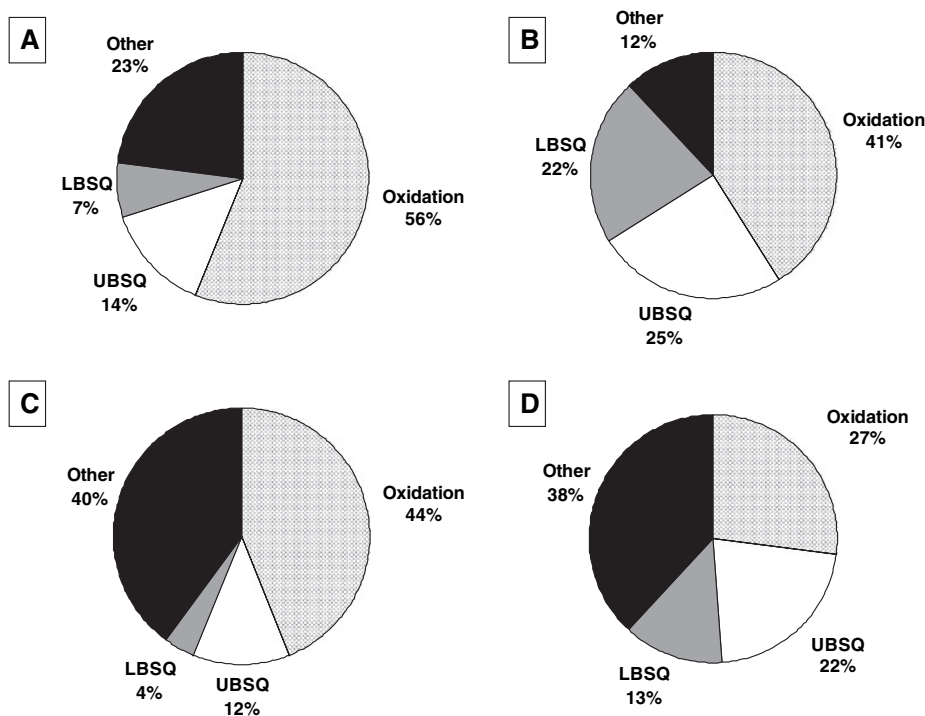 A
Other
23%
LBSQ
7%
UBSQ
14%
Oxidation
56%
B
Other
12%
LBSQ
22%
UBSQ
25%
Oxidation
41%
C
Other
40%
LBSQ
4%
UBSQ
12%
Oxidation
44%
D
Other
38%
LBSQ
13%
UBSQ
22%
Oxidation
27%